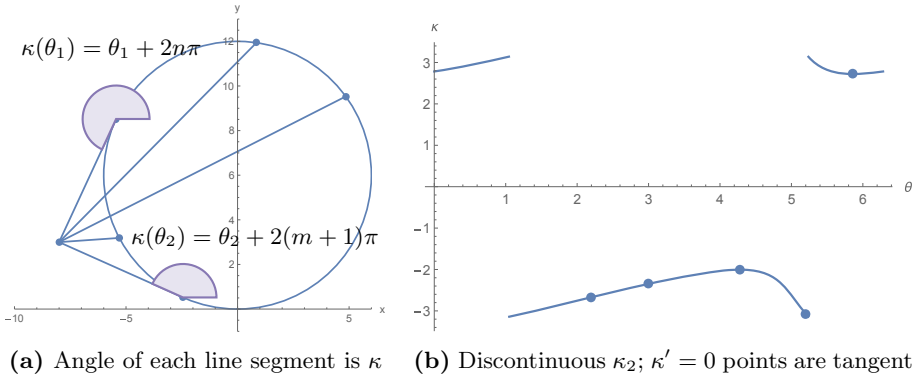 y
κ(θ₁) = θ₁ + 2nπ
12
10
8
6
4
κ(θ₂) = θ₂ + 2(m + 1)π
2
−10 −5 5 x
κ
3
2
1
1 2 3 4 5 6 θ
−1
−2
−3
(a) Angle of each line segment is κ
(b) Discontinuous κ₂; κ′ = 0 points are tangent